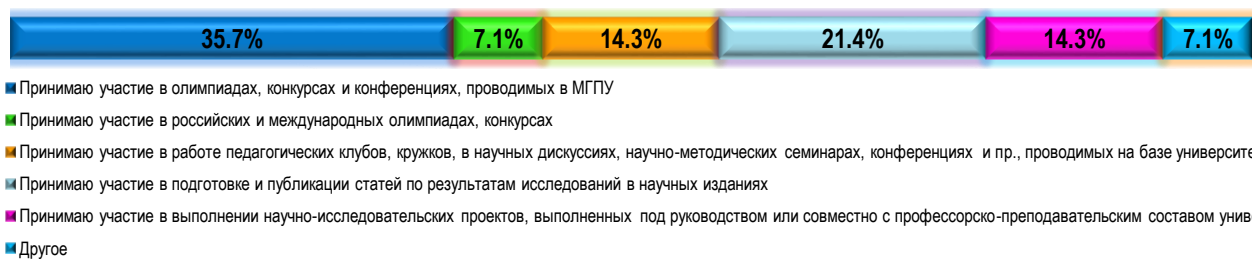 35.7% 7.1% 14.3% 21.4% 14.3% 7.1%
Принимаю участие в олимпиадах, конкурсах и конференциях, проводимых в МГПУ
Принимаю участие в российских и международных олимпиадах, конкурсах
Принимаю участие в работе педагогических клубов, кружков, в научных дискуссиях, научно-методических семинарах, конференциях и пр., проводимых на базе
Принимаю участие в подготовке и публикации статей по результатам исследований в научных изданиях
Принимаю участие в выполнении научно-исследовательских проектов, выполненных под руководством или совместно с профессорско-преподавательским составом
Другое